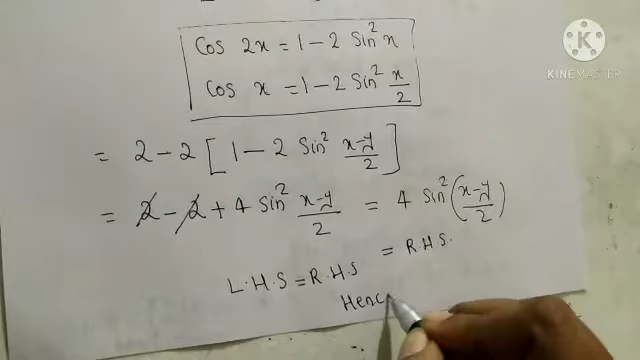 Cos 2x = 1 - 2 Sin² x
Cos x = 1 - 2 Sin² x/2
= 2 - 2 [1 - 2 Sin² x-y/2]
= 2 - 2 + 4 Sin² x-y/2 = 4 Sin² (x-y/2)
= R.H.S.
L.H.S = R.H.S
Henc
K
KINEMASTER